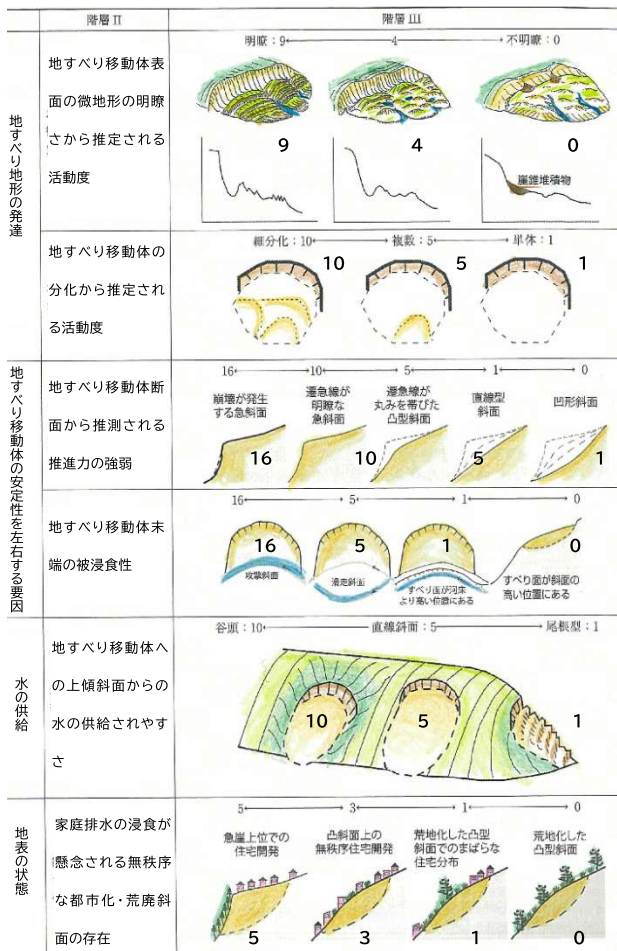 階層 II
階層 III
地すべり地形の発達
地すべり移動体表
面の微地形の明瞭
さから推定される
活動度
明瞭：9
4
不明瞭：0
9
4
0
崖錐堆積物
地すべり移動体の
分化から推定され
る活動度
細分化：10
複数：5
単体：1
10
5
1
地すべり移動体の安定性を左右する要因
地すべり移動体断
面から推測される
推進力の強弱
16
10
5
1
0
崩壊が発生
する急斜面
遷急線が
明瞭な
急斜面
遷急線が
丸みを帯びた
凸型斜面
直線型
斜面
凹形斜面
16
10
5
1
地すべり移動体末
端の被浸食性
16
5
1
0
16
5
1
0
攻撃斜面
滑走斜面
すべり面が河床
より高い位置にある
すべり面が斜面の
高い位置にある
水の供給
地すべり移動体へ
の上傾斜面からの
水の供給されやす
さ
谷頭：10
直線斜面：5
尾根型：1
10
5
1
地表の状態
家庭排水の浸食が
懸念される無秩序
な都市化・荒廃斜
面の存在
5
3
1
0
急崖上位での
住宅開発
凸斜面上の
無秩序住宅開発
荒地化した凸型
斜面でのまばらな
住宅分布
荒地化した
凸型斜面
5
3
1
0